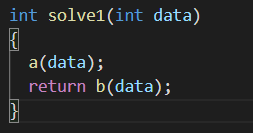 int solve1(int data)
{
  a(data);
  return b(data);
}